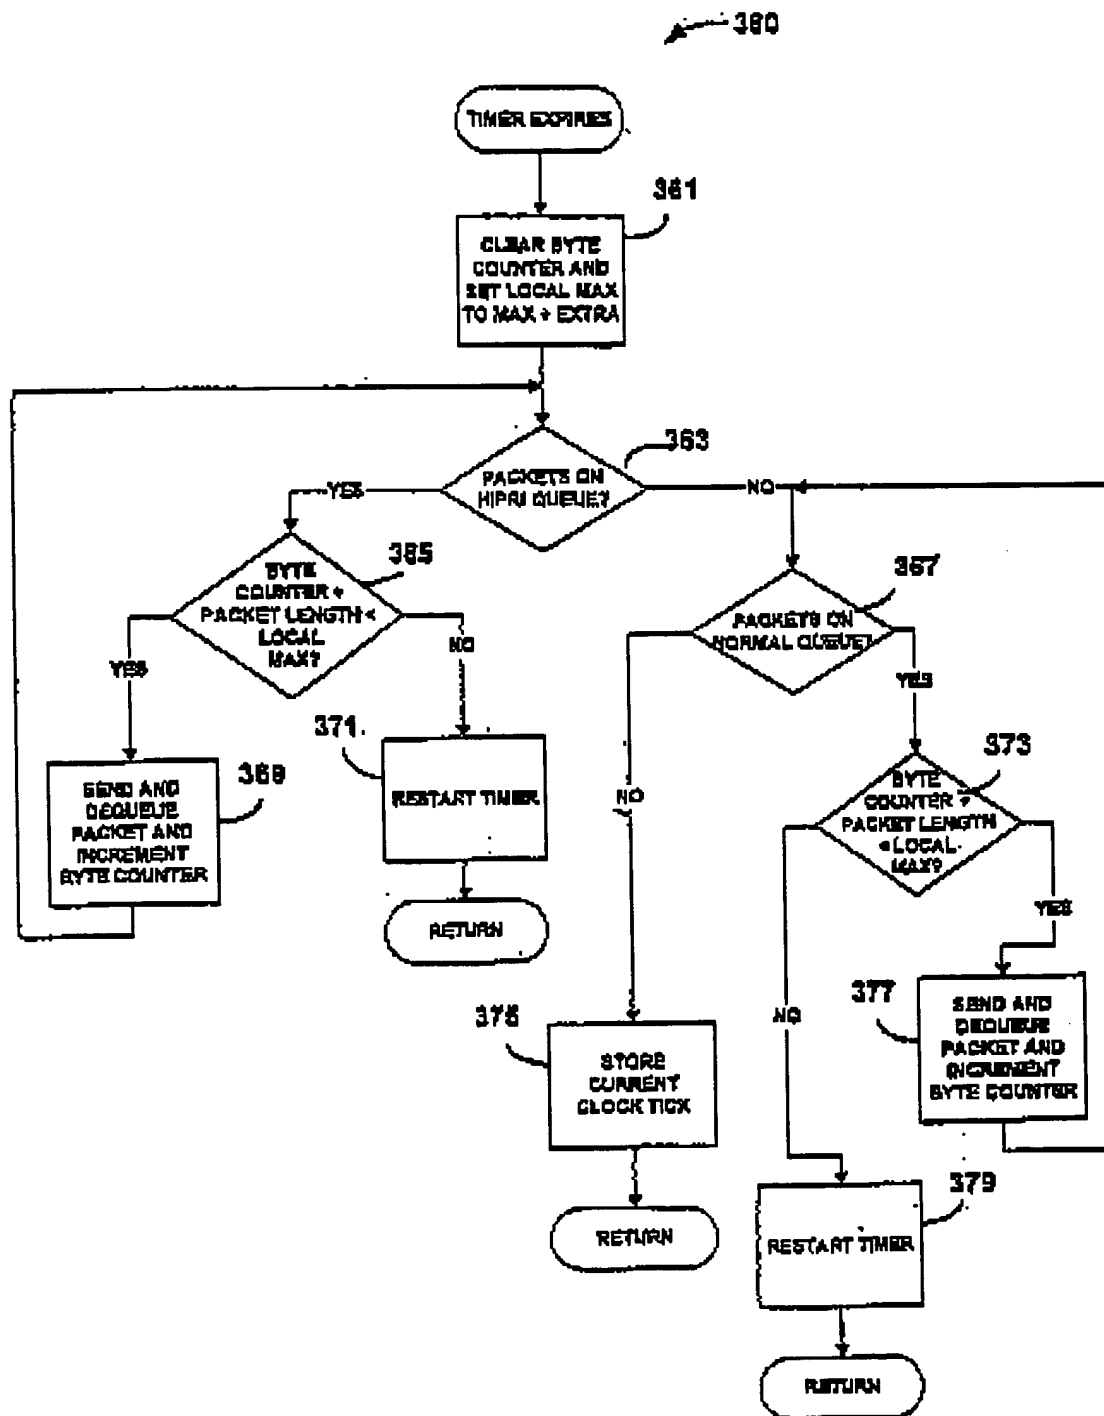 380
TIMER EXPIRES
361
CLEAR BYTE
COUNTER AND
SET LOCAL MAX
TO MAX + EXTRA
363
PACKETS ON
HIPRI QUEUE?
YES
NO
365
BYTE
COUNTER +
PACKET LENGTH <
LOCAL
MAX?
367
PACKETS ON
NORMAL QUEUE?
YES
NO
YES
371
373
369
SEND AND
DEQUEUE
PACKET AND
INCREMENT
BYTE COUNTER
RESTART TIMER
NO
BYTE
COUNTER +
PACKET LENGTH
< LOCAL
MAX?
RETURN
YES
375
377
NO
STORE
CURRENT
CLOCK TICK
SEND AND
DEQUEUE
PACKET AND
INCREMENT
BYTE COUNTER
379
RETURN
RESTART TIMER
RETURN